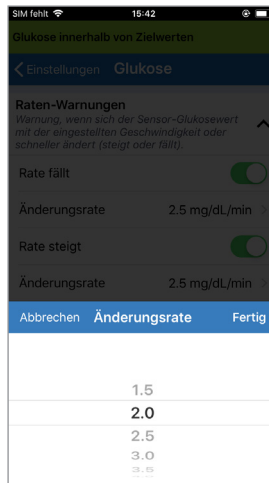 SIM fehlt 15:42
Glukose innerhalb von Zielwerten
Einstellungen Glukose
Raten-Warnungen
Warnung, wenn sich der Sensor-Glukosewert
mit der eingestellten Geschwindigkeit oder
schneller ändert (steigt oder fällt).
Rate fällt
Änderungsrate 2.5 mg/dL/min
Rate steigt
Änderungsrate 2.5 mg/dL/min
Abbrechen Änderungsrate Fertig
1.5
2.0
2.5
3.0
3.5